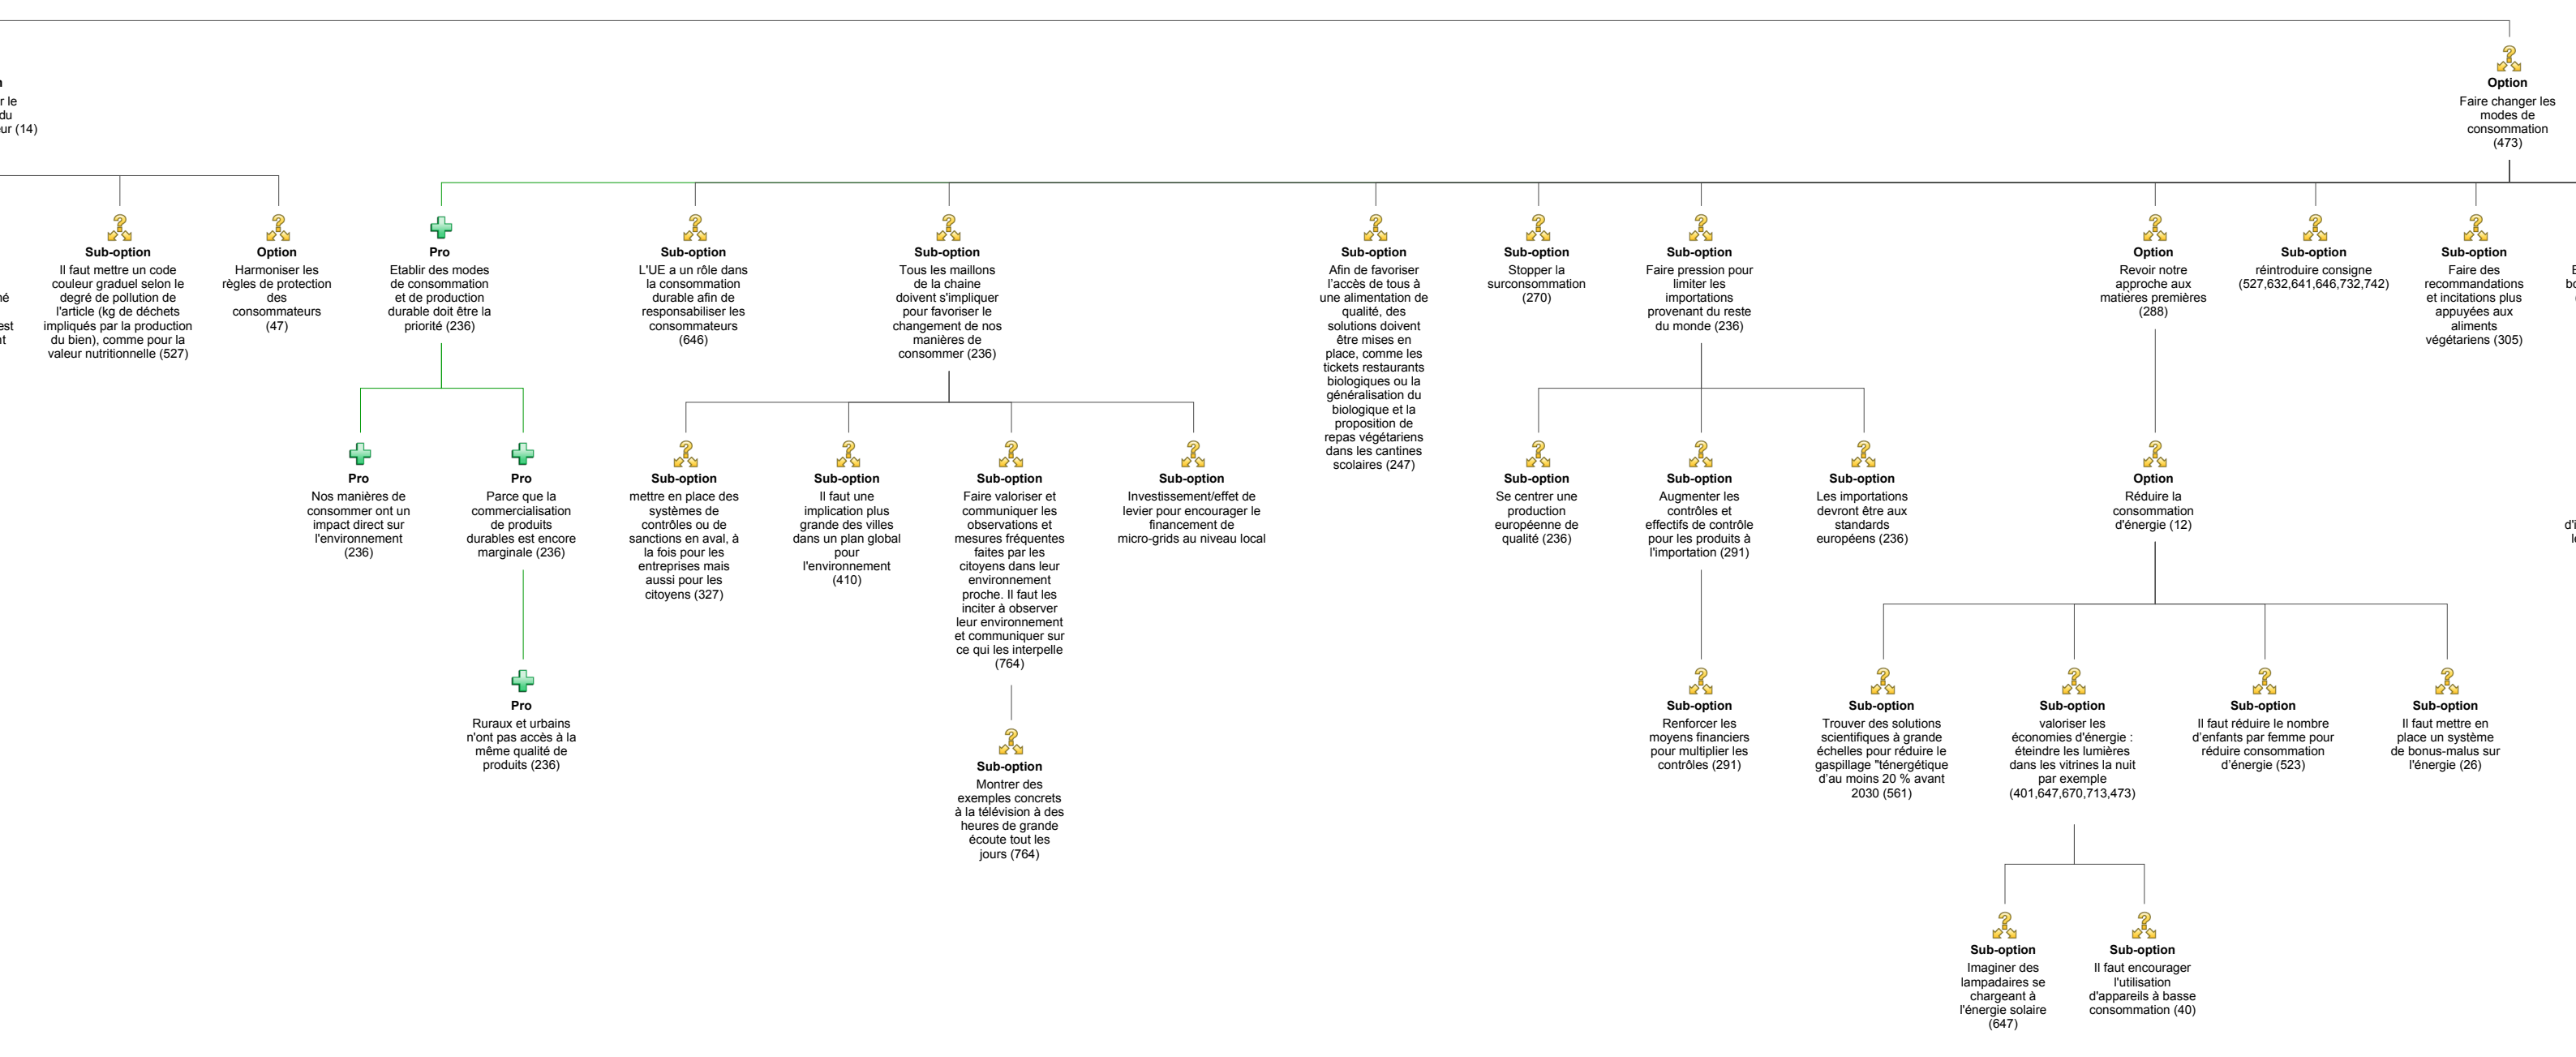 Option
Faire changer les
modes de
consommation
(473)
r le
du
ur (14)
Sub-option
Il faut mettre un code
couleur graduel selon le
degré de pollution de
l'article (kg de déchets
impliqués par la production
du bien), comme pour la
valeur nutritionnelle (527)
Option
Harmoniser les
règles de protection
des
consommateurs
(47)
Pro
Etablir des modes
de consommation
et de production
durable doit être la
priorité (236)
Sub-option
L'UE a un rôle dans
la consommation
durable afin de
responsabiliser les
consommateurs
(646)
Sub-option
Tous les maillons
de la chaine
doivent s'impliquer
pour favoriser le
changement de nos
manières de
consommer (236)
Sub-option
Afin de favoriser
l'accès de tous à
une alimentation de
qualité, des
solutions doivent
être mises en
place, comme les
tickets restaurants
biologiques ou la
généralisation du
biologique et la
proposition de
repas végétariens
dans les cantines
scolaires (247)
Sub-option
Stopper la
surconsommation
(270)
Sub-option
Faire pression pour
limiter les
importations
provenant du reste
du monde (236)
Option
Revoir notre
approche aux
matières premières
(288)
Sub-option
réintroduire consigne
(527,632,641,646,732,742)
Sub-option
Faire des
recommandations
et incitations plus
appuyées aux
aliments
végétariens (305)
Pro
Nos manières de
consommer ont un
impact direct sur
l'environnement
(236)
Pro
Parce que la
commercialisation
de produits
durables est encore
marginale (236)
Sub-option
mettre en place des
systèmes de
contrôles ou de
sanctions en aval, à
la fois pour les
entreprises mais
aussi pour les
citoyens (327)
Sub-option
Il faut une
implication plus
grande des villes
dans un plan global
pour
l'environnement
(410)
Sub-option
Faire valoriser et
communiquer les
observations et
mesures fréquentes
faites par les
citoyens dans leur
environnement
proche. Il faut les
inciter à observer
leur environnement
et communiquer sur
ce qui les interpelle
(764)
Sub-option
Investissement/effet de
levier pour encourager le
financement de
micro-grids au niveau local
Sub-option
Se centrer une
production
européenne de
qualité (236)
Sub-option
Augmenter les
contrôles et
effectifs de contrôle
pour les produits à
l'importation (291)
Sub-option
Les importations
devront être aux
standards
européens (236)
Option
Réduire la
consommation
d'énergie (12)
Pro
Ruraux et urbains
n'ont pas accès à la
même qualité de
produits (236)
Sub-option
Montrer des
exemples concrets
à la télévision à des
heures de grande
écoute tout les
jours (764)
Sub-option
Renforcer les
moyens financiers
pour multiplier les
contrôles (291)
Sub-option
Trouver des solutions
scientifiques à grande
échelles pour réduire le
gaspillage "ténergétique
d'au moins 20 % avant
2030 (561)
Sub-option
valoriser les
économies d'énergie :
éteindre les lumières
dans les vitrines la nuit
par exemple
(401,647,670,713,473)
Sub-option
Il faut réduire le nombre
d'enfants par femme pour
réduire consommation
d'énergie (523)
Sub-option
Il faut mettre en
place un système
de bonus-malus sur
l'énergie (26)
Sub-option
Imaginer des
lampadaires se
chargeant à
l'énergie solaire
(647)
Sub-option
Il faut encourager
l'utilisation
d'appareils à basse
consommation (40)